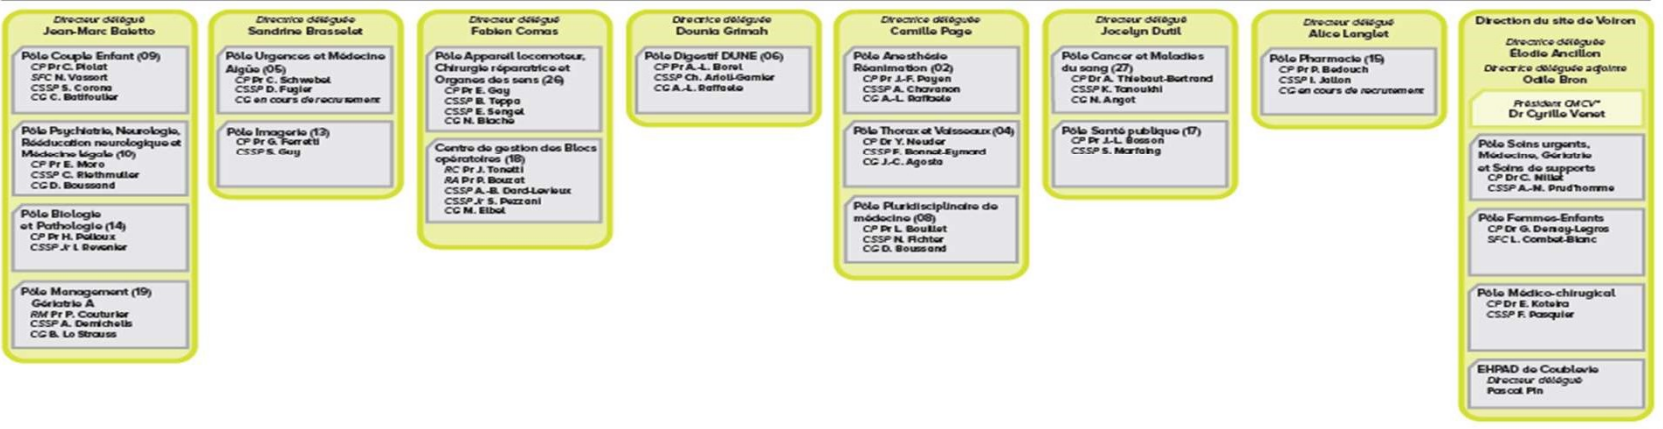 Directeur délégué
Jean-Marc Baietto
Pôle Couple Enfant (09)
CP Pr C. Piolat
SFC N. Vassort
CSSP S. Corona
CG C. Batifoulier
Pôle Psychiatrie, Neurologie,
Rééducation neurologique et
Médecine légale (10)
CP Pr E. Moro
CSSP C. Riethmuller
CG D. Boussand
Pôle Biologie
et Pathologie (14)
CP Pr H. Pelloux
CSSP Jr I. Revenier
Pôle Management (19)
Gériatrie A
RM Pr P. Couturier
CSSP A. Demichelis
CG B. Lo Strauss
Directrice déléguée
Sandrine Brasselet
Pôle Urgences et Médecine
Aigüe (05)
CP Pr C. Schwebel
CSSP D. Fugier
CG en cours de recrutement
Pôle Imagerie (13)
CP Pr G. Ferretti
CSSP S. Guy
Directeur délégué
Fabien Comas
Pôle Appareil locomoteur,
Chirurgie réparatrice et
Organes des sens (26)
CP Pr E. Gay
CSSP B. Teppa
CSSP E. Sengel
CG N. Blache
Centre de gestion des Blocs
opératoires (18)
RC Pr J. Tonetti
RA Pr P. Bouzat
CSSP A.-B. Dard-Levieux
CSSP Jr S. Pezzani
CG M. Eibel
Directrice déléguée
Dounia Grimah
Pôle Digestif DUNE (06)
CP Pr A.-L. Borel
CSSP Ch. Arioli-Garnier
CG A.-L. Raffaele
Directrice déléguée
Camille Page
Pôle Anesthésie
Réanimation (02)
CP Pr J.-F. Payen
CSSP A. Chavanon
CG A.-L. Raffaele
Pôle Thorax et Vaisseaux (04)
CP Dr Y. Neuder
CSSP F. Bonnet-Eymard
CG J.-C. Agosta
Pôle Pluridisciplinaire de
médecine (08)
CP Pr L. Bouillet
CSSP N. Fichter
CG D. Boussand
Directeur délégué
Jocelyn Dutil
Pôle Cancer et Maladies
du sang (27)
CP Dr A. Thiebaut-Bertrand
CSSP K. Tanoukhi
CG N. Angot
Pôle Santé publique (17)
CP Pr J.-L. Bosson
CSSP S. Marfaing
Directeur délégué
Alice Langlet
Pôle Pharmacie (15)
CP Pr P. Bedouch
CSSP I. Jallon
CG en cours de recrutement
Direction du site de Voiron
Directrice déléguée
Élodie Ancillon
Directrice déléguée adjointe
Odile Bron
Président CMCV*
Dr Cyrille Venet
Pôle Soins urgents,
Médecine, Gériatrie
et Soins de supports
CP Dr C. Millet
CSSP A.-N. Prud'homme
Pôle Femmes-Enfants
CP Dr G. Demay-Legros
SFC L. Combet-Blanc
Pôle Médico-chirugical
CP Dr E. Koteira
CSSP F. Pasquier
EHPAD de Coublevie
Directeur délégué
Pascal Pin